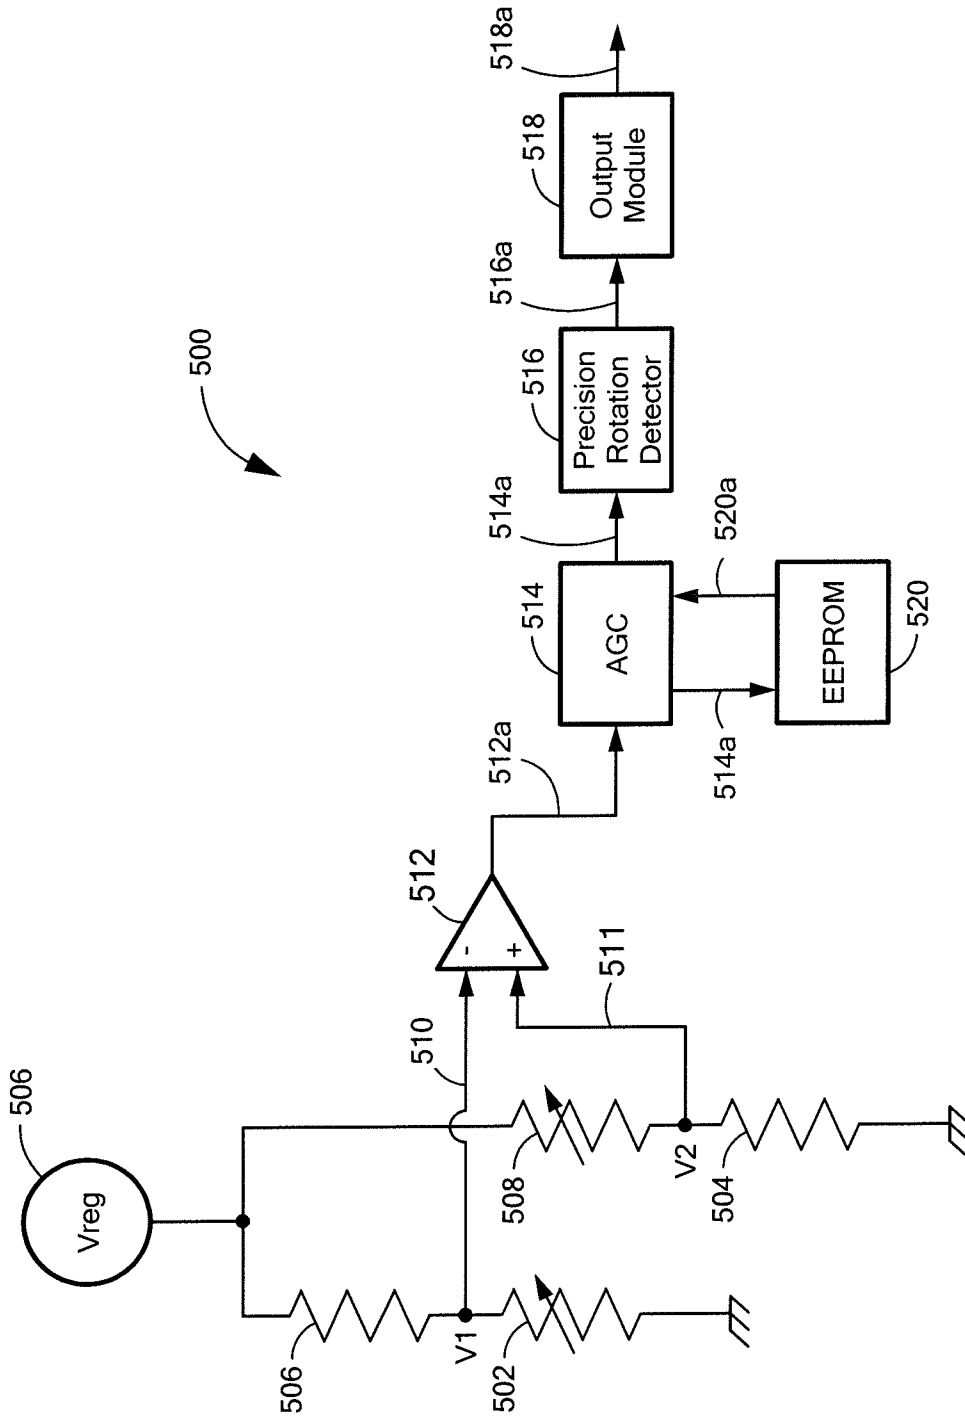 500
506
Vreg
506
V1
502
508
V2
504
510
511
-
+
512
512a
514
AGC
514a
520a
514a
EEPROM
520
516
Precision
Rotation
Detector
516a
518
Output
Module
518a